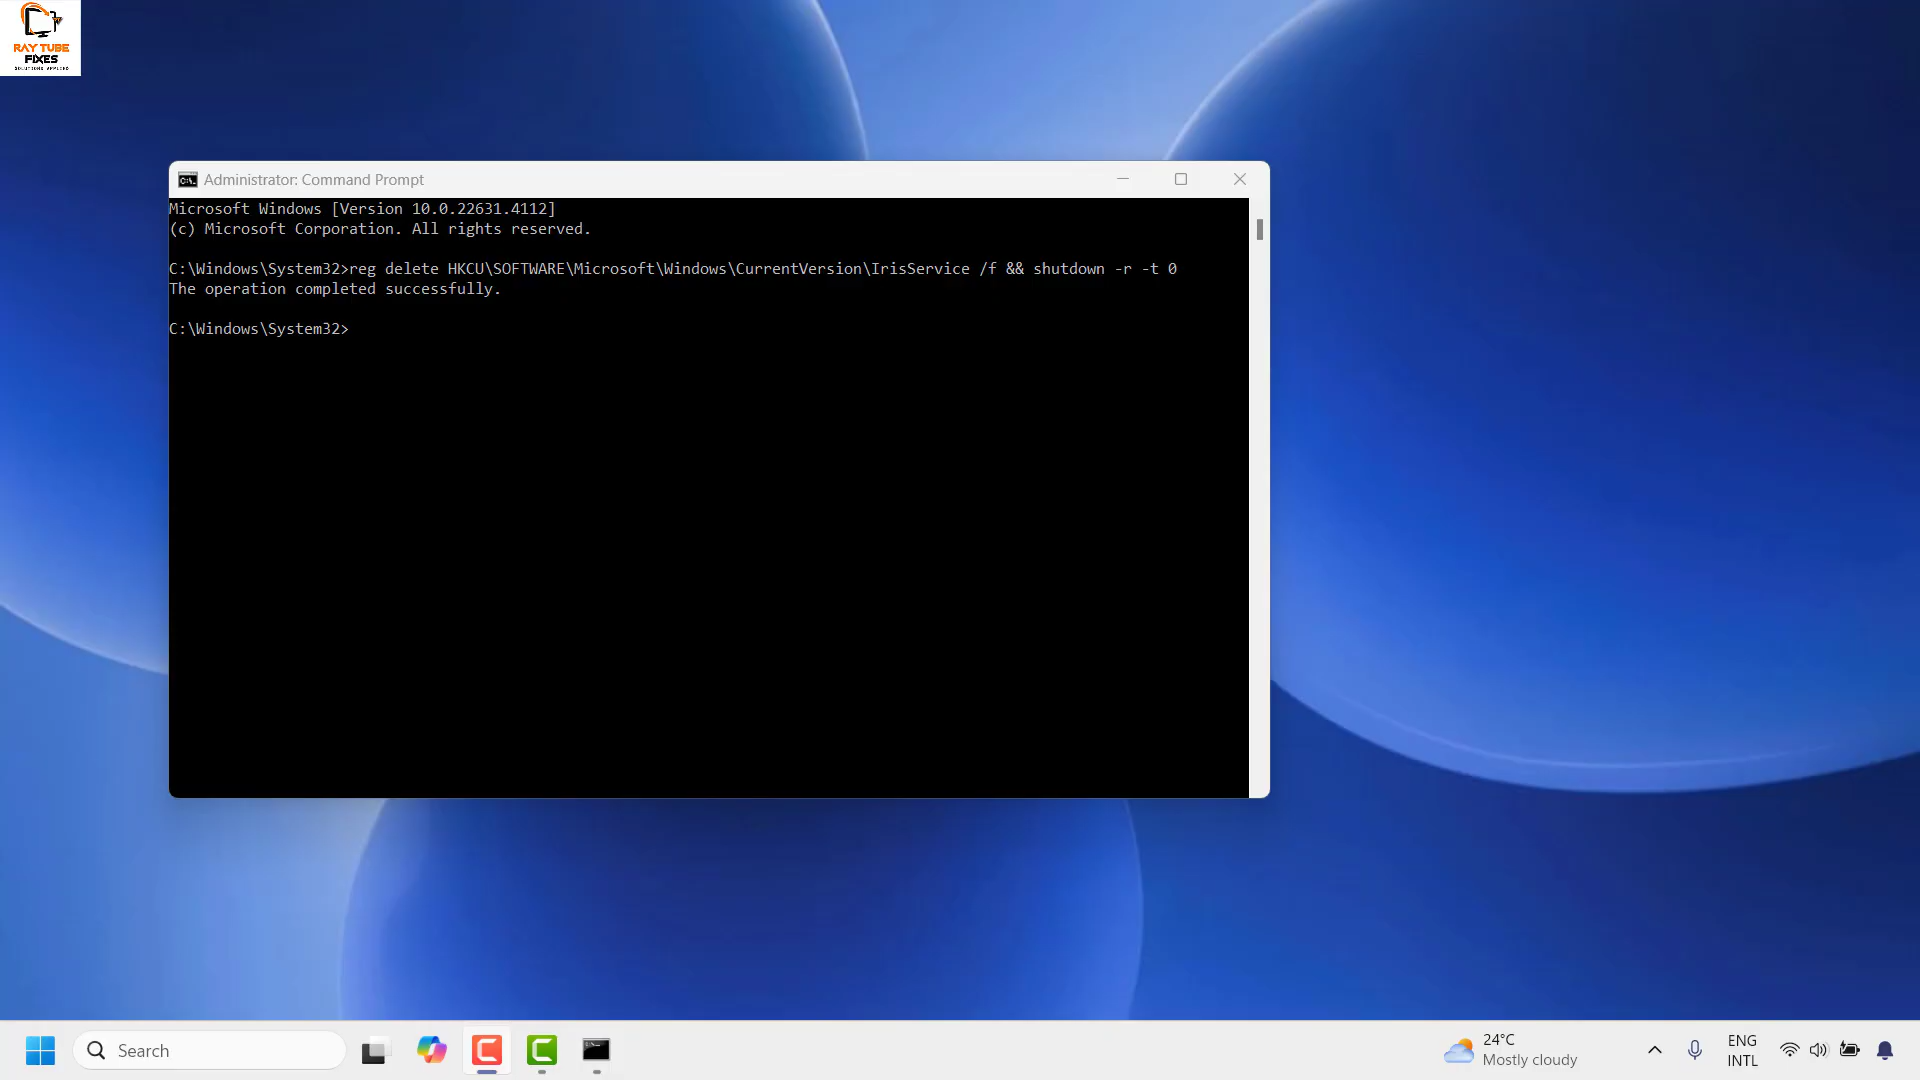 RAY TUBE
FIXES
SOLUTIONS APPLIED
Administrator: Command Prompt
Microsoft Windows [Version 10.0.22631.4112]
(c) Microsoft Corporation. All rights reserved.
C:\Windows\System32>reg delete HKCU\SOFTWARE\Microsoft\Windows\CurrentVersion\IrisService /f && shutdown -r -t 0
The operation completed successfully.
C:\Windows\System32>
Search
24°C
Mostly cloudy
ENG
INTL